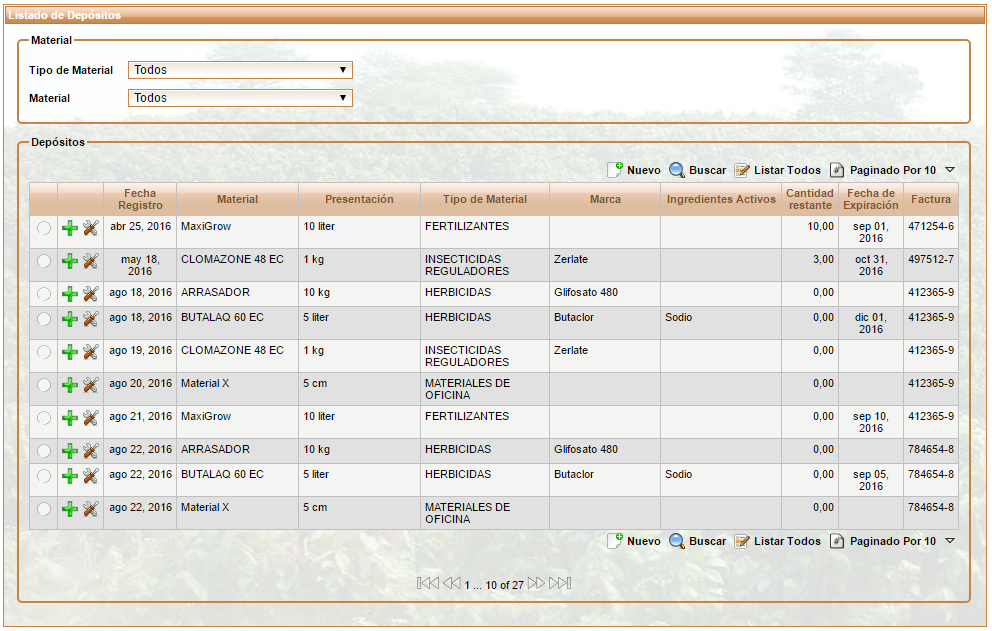 Listado de Depósitos
Material
Tipo de Material Todos
Material Todos
Depósitos
Nuevo Buscar Listar Todos # Paginado Por 10
Fecha Registro Material Presentación Tipo de Material Marca Ingredientes Activos Cantidad restante Fecha de Expiración Factura
abr 25, 2016 MaxiGrow 10 liter FERTILIZANTES 10,00 sep 01, 2016 471254-6
may 18, 2016 CLOMAZONE 48 EC 1 kg INSECTICIDAS REGULADORES Zerlate 3,00 oct 31, 2016 497512-7
ago 18, 2016 ARRASADOR 10 kg HERBICIDAS Glifosato 480 0,00 412365-9
ago 18, 2016 BUTALAQ 60 EC 5 liter HERBICIDAS Butaclor Sodio 0,00 dic 01, 2016 412365-9
ago 19, 2016 CLOMAZONE 48 EC 1 kg INSECTICIDAS REGULADORES Zerlate 0,00 412365-9
ago 20, 2016 Material X 5 cm MATERIALES DE OFICINA 0,00 412365-9
ago 21, 2016 MaxiGrow 10 liter FERTILIZANTES 0,00 sep 10, 2016 412365-9
ago 22, 2016 ARRASADOR 10 kg HERBICIDAS Glifosato 480 0,00 784654-8
ago 22, 2016 BUTALAQ 60 EC 5 liter HERBICIDAS Butaclor Sodio 0,00 sep 05, 2016 784654-8
ago 22, 2016 Material X 5 cm MATERIALES DE OFICINA 0,00 784654-8
Nuevo Buscar Listar Todos # Paginado Por 10
1 ... 10 of 27